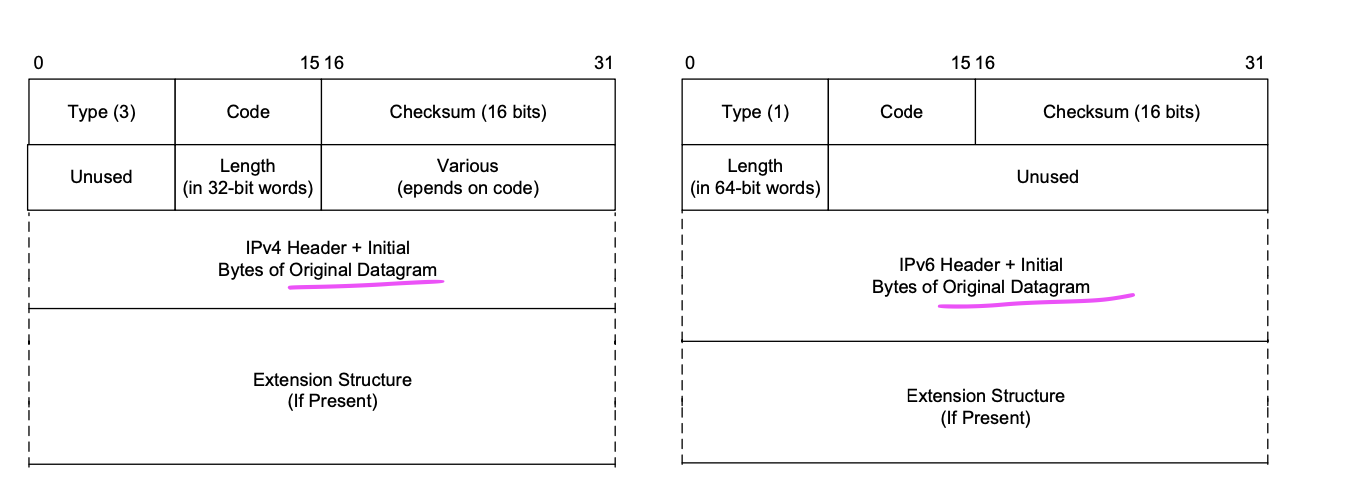 0 15 16 31
Type (3) Code Checksum (16 bits)
Unused Length (in 32-bit words) Various (epends on code)
IPv4 Header + Initial
Bytes of Original Datagram
Extension Structure
(If Present)
0 15 16 31
Type (1) Code Checksum (16 bits)
Length (in 64-bit words) Unused
IPv6 Header + Initial
Bytes of Original Datagram
Extension Structure
(If Present)